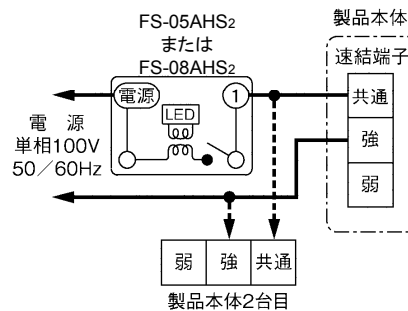 FS-05AHS2
または
FS-08AHS2
製品本体
速結端子
電源
1
LED
共通
強
弱
電 源
単相100V
50／60Hz
弱 強 共通
製品本体2台目